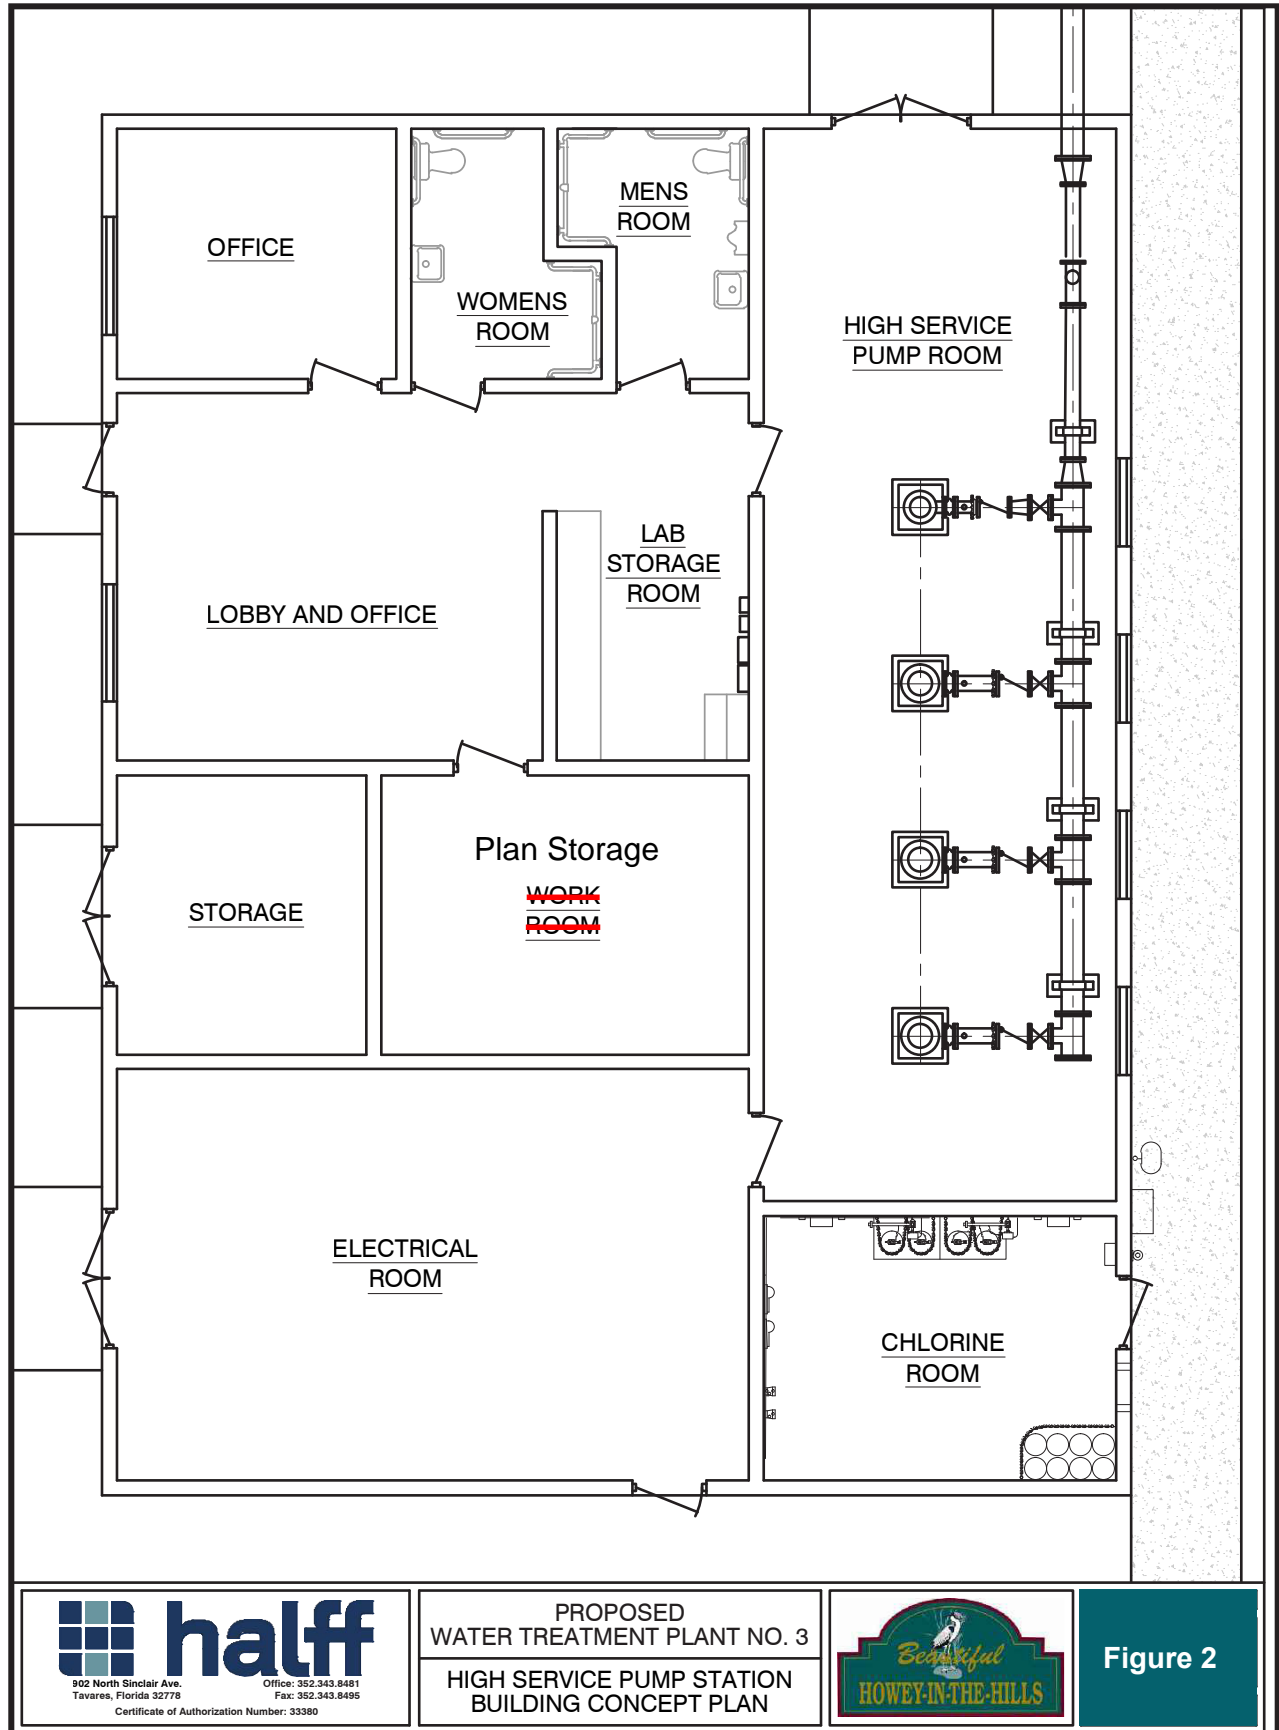 OFFICE
MENS
ROOM
WOMENS
ROOM
HIGH SERVICE
PUMP ROOM
LAB
STORAGE
ROOM
LOBBY AND OFFICE
Plan Storage
WORK
ROOM
STORAGE
ELECTRICAL
ROOM
CHLORINE
ROOM
halff
902 North Sinclair Ave.
Tavares, Florida 32778
Office: 352.343.8481
Fax: 352.343.8495
Certificate of Authorization Number: 33380
PROPOSED
WATER TREATMENT PLANT NO. 3
HIGH SERVICE PUMP STATION
BUILDING CONCEPT PLAN
Beautiful
HOWEY-IN-THE-HILLS
Figure 2